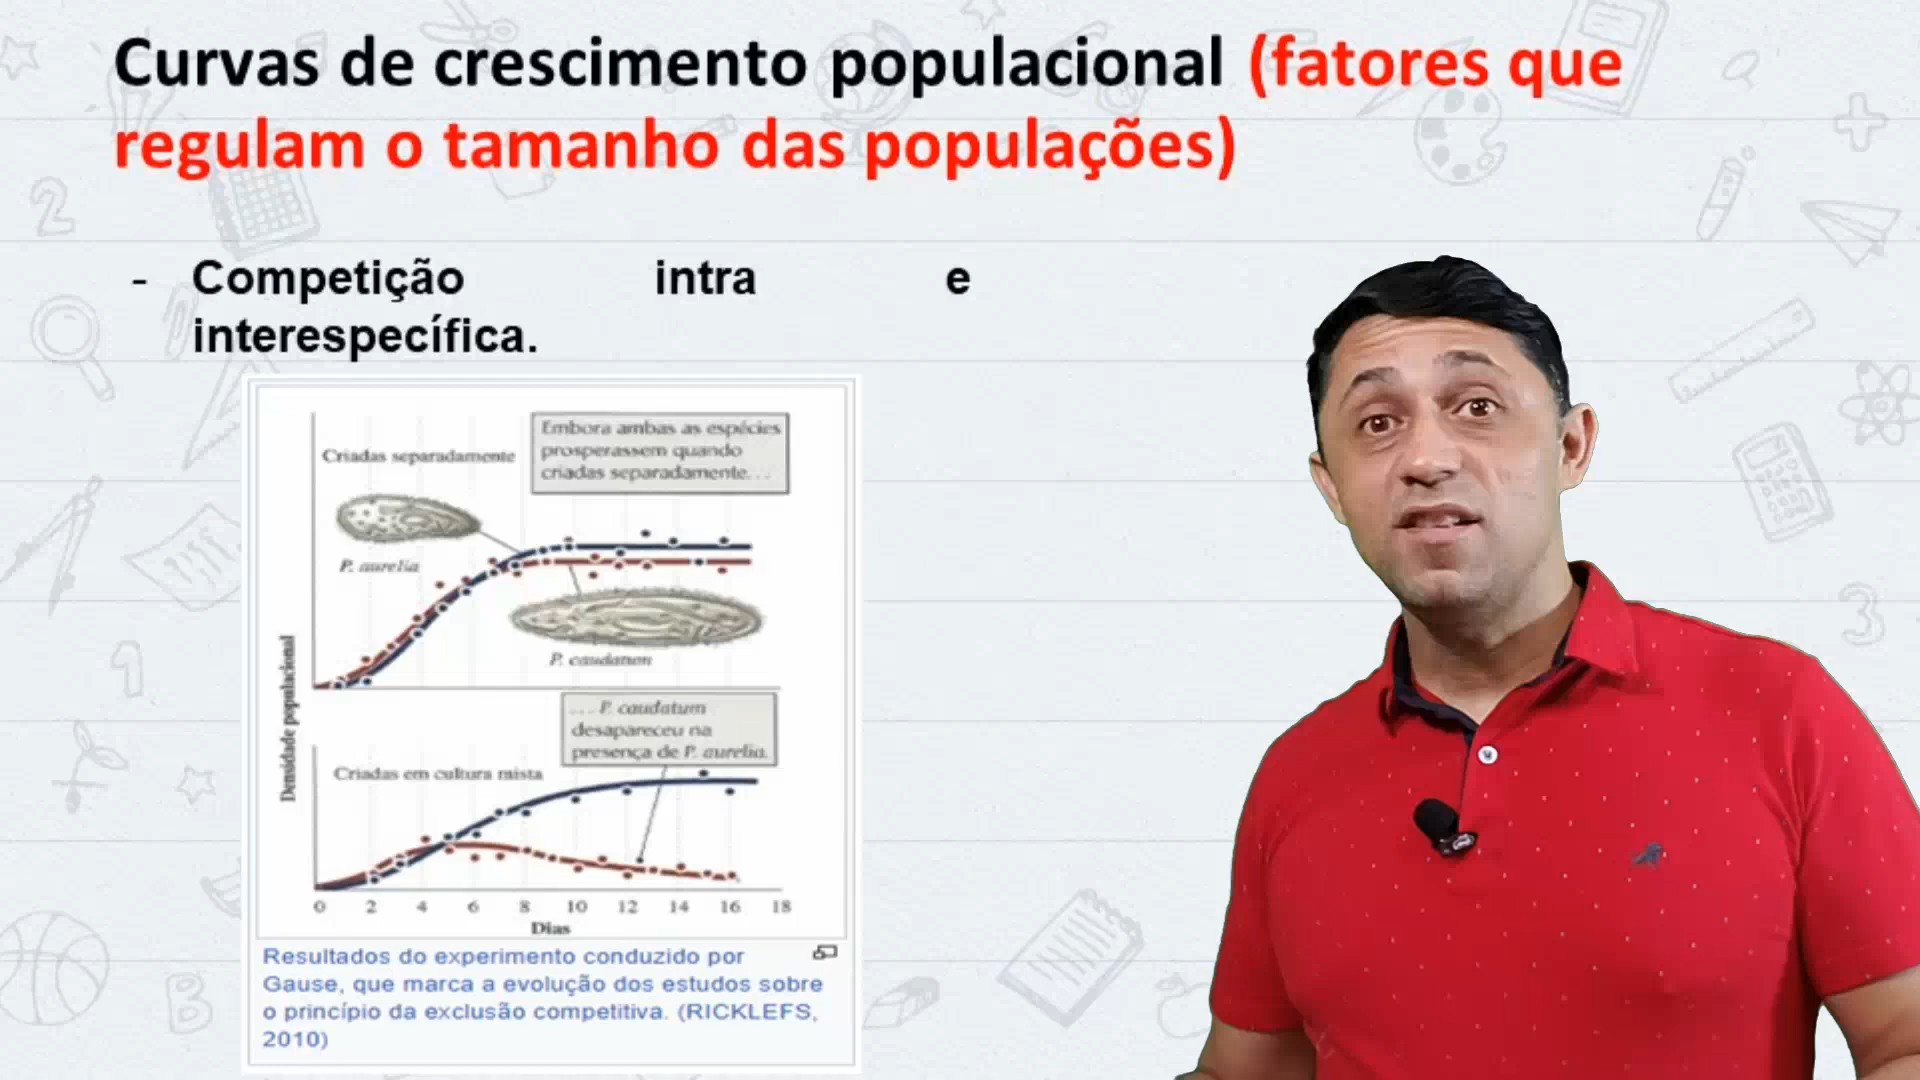 Curvas de crescimento populacional (fatores que
regulam o tamanho das populações)
- Competição intra e
interespecífica.
Criadas separadamente
Embora ambas as espécies
prosperassem quando
criadas separadamente. . .
P. aurelia
P. caudatum
Densidade populacional
. . . P. caudatum
desapareceu na
presença de P. aurelia.
Criadas em cultura mista
0 2 4 6 8 10 12 14 16 18
Dias
Resultados do experimento conduzido por
Gause, que marca a evolução dos estudos sobre
o princípio da exclusão competitiva. (RICKLEFS,
2010)